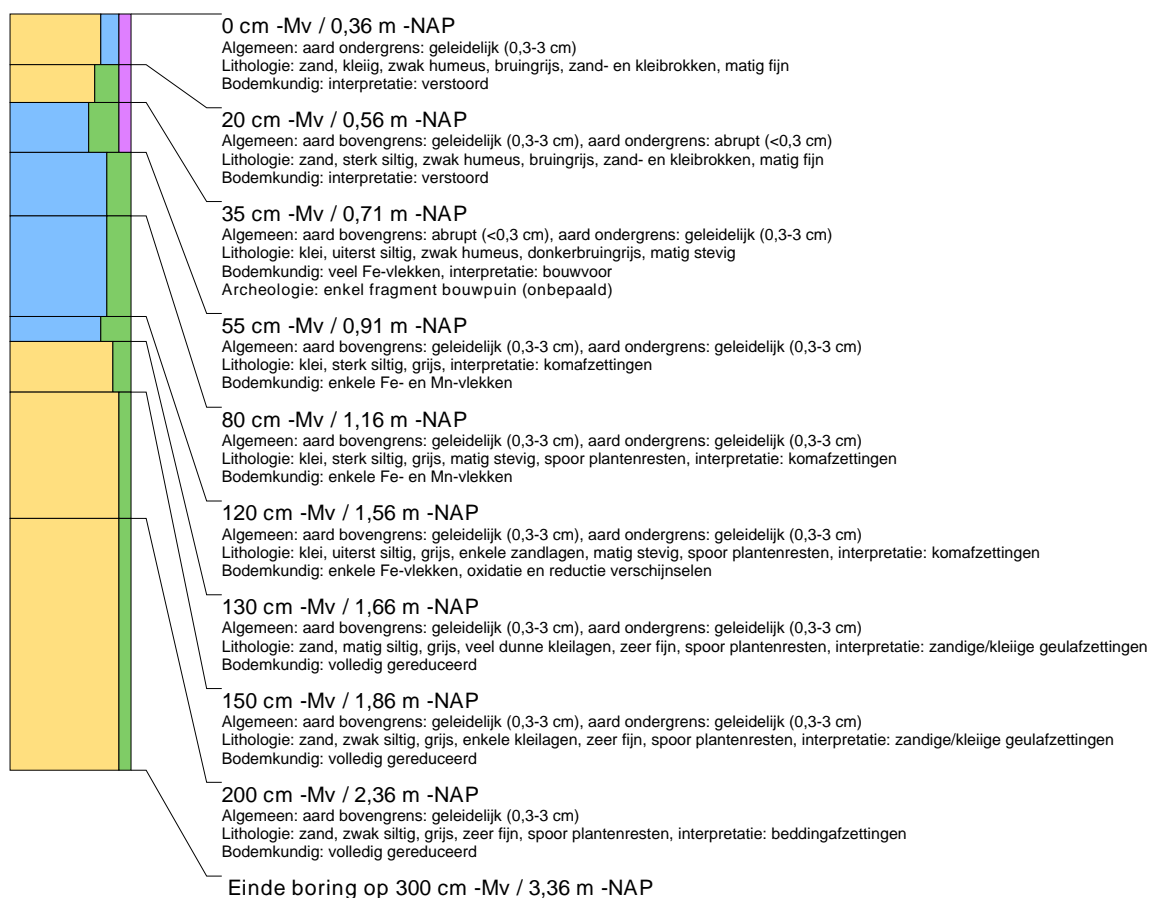 0 cm -Mv / 0,36 m -NAP
Algemeen: aard ondergrens: geleidelijk (0,3-3 cm)
Lithologie: zand, kleiig, zwak humeus, bruingrijs, zand- en kleibrokken, matig fijn
Bodemkundig: interpretatie: verstoord
20 cm -Mv / 0,56 m -NAP
Algemeen: aard bovengrens: geleidelijk (0,3-3 cm), aard ondergrens: abrupt (<0,3 cm)
Lithologie: zand, sterk siltig, zwak humeus, bruingrijs, zand- en kleibrokken, matig fijn
Bodemkundig: interpretatie: verstoord
35 cm -Mv / 0,71 m -NAP
Algemeen: aard bovengrens: abrupt (<0,3 cm), aard ondergrens: geleidelijk (0,3-3 cm)
Lithologie: klei, uiterst siltig, zwak humeus, donkerbruingrijs, matig stevig
Bodemkundig: veel Fe-vlekken, interpretatie: bouwvoor
Archeologie: enkel fragment bouwpuin (onbepaald)
55 cm -Mv / 0,91 m -NAP
Algemeen: aard bovengrens: geleidelijk (0,3-3 cm), aard ondergrens: geleidelijk (0,3-3 cm)
Lithologie: klei, sterk siltig, grijs, interpretatie: komafzettingen
Bodemkundig: enkele Fe- en Mn-vlekken
80 cm -Mv / 1,16 m -NAP
Algemeen: aard bovengrens: geleidelijk (0,3-3 cm), aard ondergrens: geleidelijk (0,3-3 cm)
Lithologie: klei, sterk siltig, grijs, matig stevig, spoor plantenresten, interpretatie: komafzettingen
Bodemkundig: enkele Fe- en Mn-vlekken
120 cm -Mv / 1,56 m -NAP
Algemeen: aard bovengrens: geleidelijk (0,3-3 cm), aard ondergrens: geleidelijk (0,3-3 cm)
Lithologie: klei, uiterst siltig, grijs, enkele zandlagen, matig stevig, spoor plantenresten, interpretatie: komafzettingen
Bodemkundig: enkele Fe-vlekken, oxidatie en reductie verschijnselen
130 cm -Mv / 1,66 m -NAP
Algemeen: aard bovengrens: geleidelijk (0,3-3 cm), aard ondergrens: geleidelijk (0,3-3 cm)
Lithologie: zand, matig siltig, grijs, veel dunne kleilagen, zeer fijn, spoor plantenresten, interpretatie: zandige/kleiige geulafzettingen
Bodemkundig: volledig gereduceerd
150 cm -Mv / 1,86 m -NAP
Algemeen: aard bovengrens: geleidelijk (0,3-3 cm), aard ondergrens: geleidelijk (0,3-3 cm)
Lithologie: zand, zwak siltig, grijs, enkele kleilagen, zeer fijn, spoor plantenresten, interpretatie: zandige/kleiige geulafzettingen
Bodemkundig: volledig gereduceerd
200 cm -Mv / 2,36 m -NAP
Algemeen: aard bovengrens: geleidelijk (0,3-3 cm)
Lithologie: zand, zwak siltig, grijs, zeer fijn, spoor plantenresten, interpretatie: beddingafzettingen
Bodemkundig: volledig gereduceerd
Einde boring op 300 cm -Mv / 3,36 m -NAP